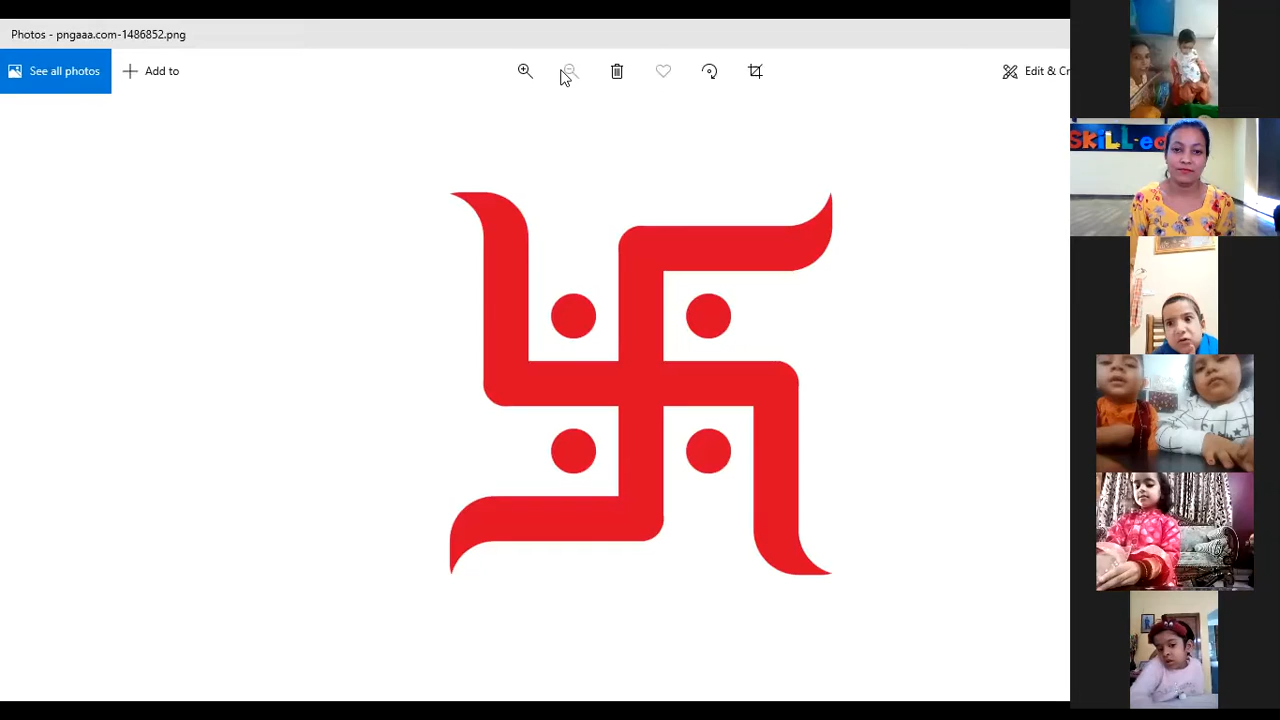 Photos - pngaaa.com-1486852.png
See all photos
Add to
Edit & Cr
SKiLL-ed